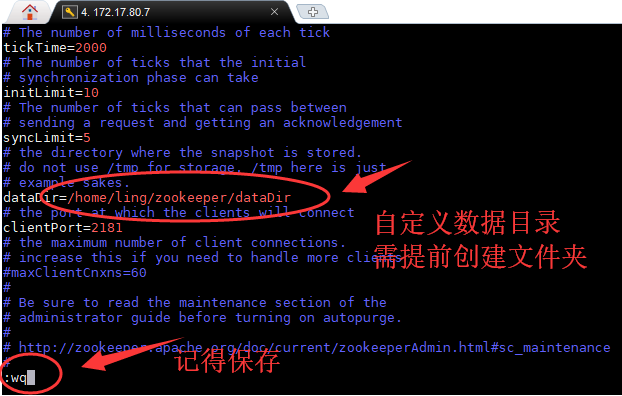 4. 172.17.80.7
# The number of milliseconds of each tick
tickTime=2000
# The number of ticks that the initial
# synchronization phase can take
initLimit=10
# The number of ticks that can pass between
# sending a request and getting an acknowledgement
syncLimit=5
# the directory where the snapshot is stored.
# do not use /tmp for storage, /tmp here is just
# example sakes.
dataDir=/home/ling/zookeeper/dataDir
# the port at which the clients will connect
clientPort=2181
# the maximum number of client connections.
# increase this if you need to handle more clients
#maxClientCnxns=60
#
# Be sure to read the maintenance section of the
# administrator guide before turning on autopurge.
#
# http://zookeeper.apache.org/doc/current/zookeeperAdmin.html#sc_maintenance
#
:wq
自定义数据目录
需提前创建文件夹
记得保存